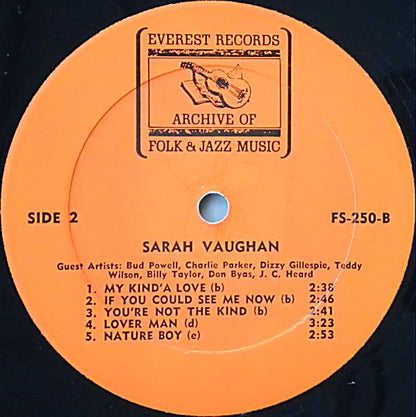 EVEREST RECORDS
ARCHIVE OF
FOLK & JAZZ MUSIC
SIDE 2
FS-250-B
SARAH VAUGHAN
Guest Artists: Bud Powell, Charlie Parker, Dizzy Gillespie, Teddy
Wilson, Billy Taylor, Don Byas, J. C. Heard
1. MY KIND'A LOVE (b) 2:38
2. IF YOU COULD SEE ME NOW (b) 2:46
3. YOU'RE NOT THE KIND (b) 2:41
4. LOVER MAN (d) 3:23
5. NATURE BOY (e) 2:53